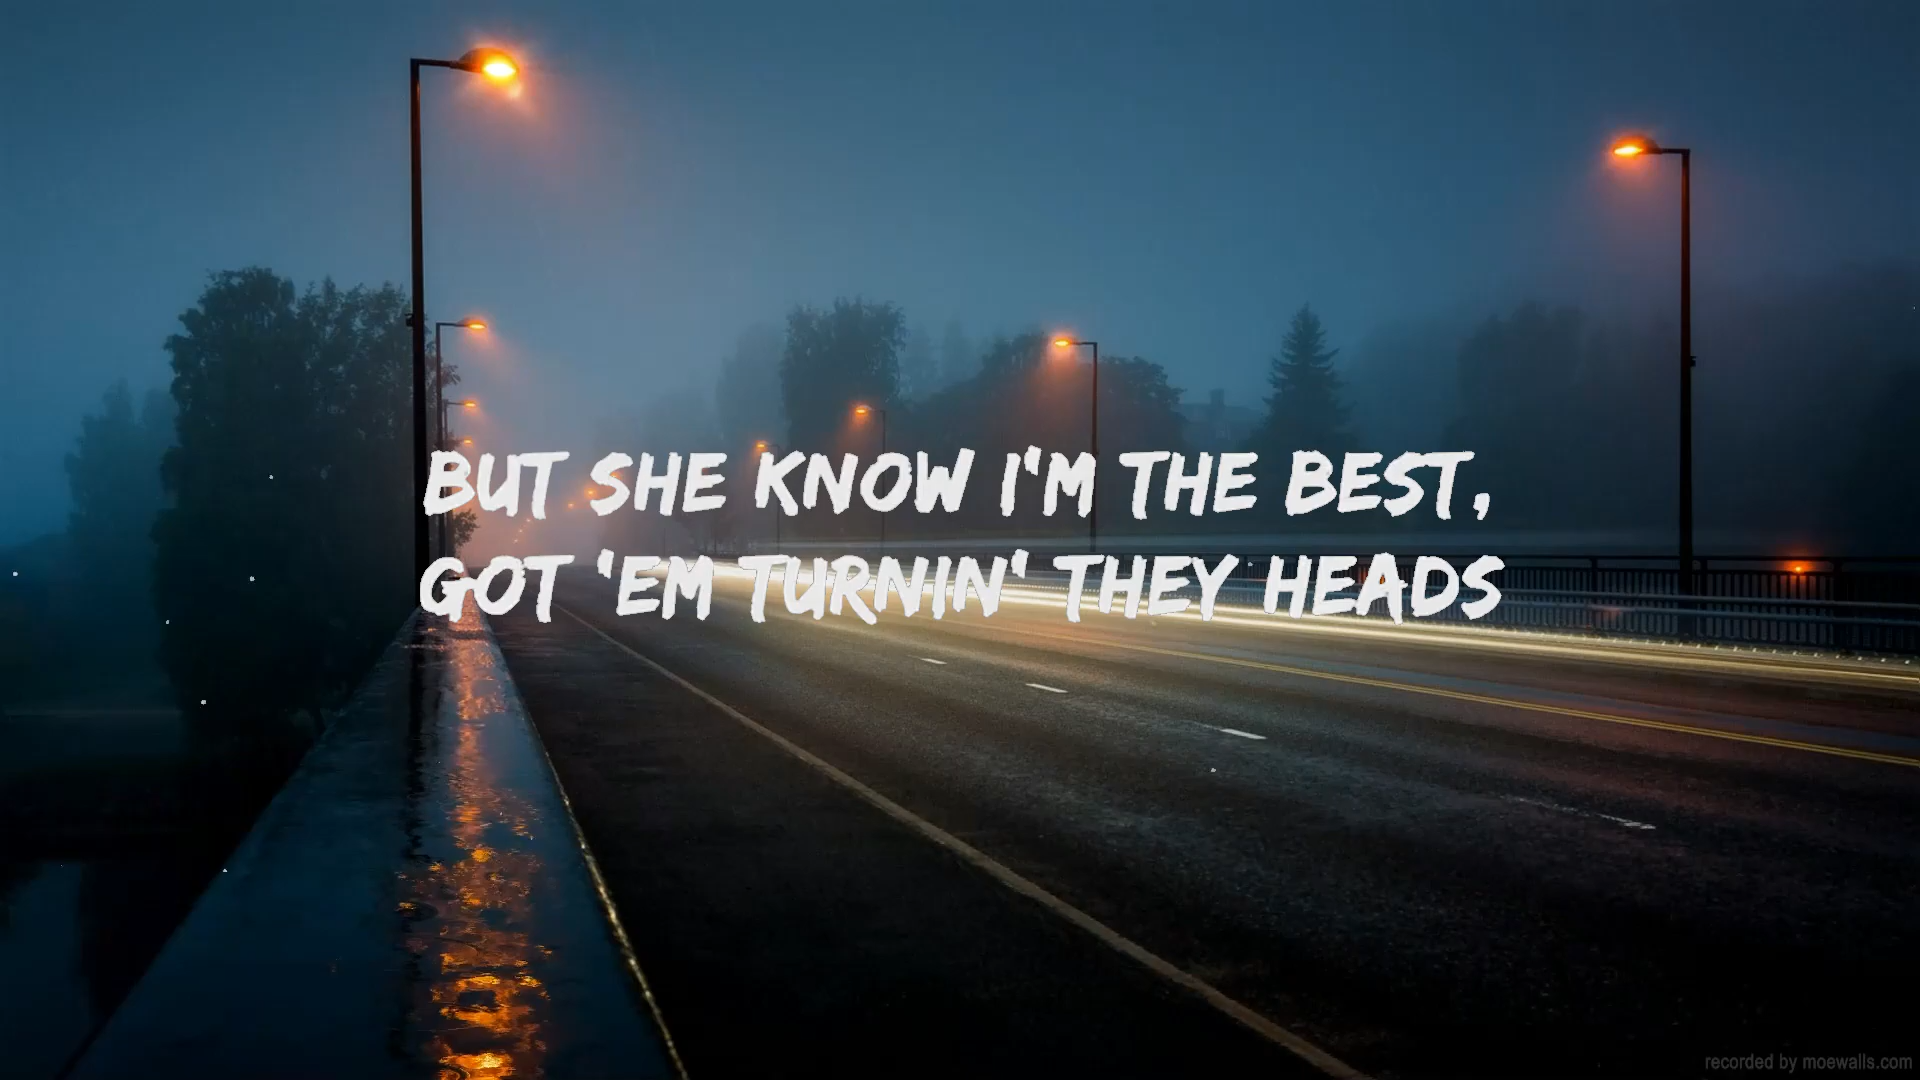 BUT SHE KNOW I'M THE BEST,
GOT 'EM TURNIN' THEY HEADS
recorded by moewalls.com